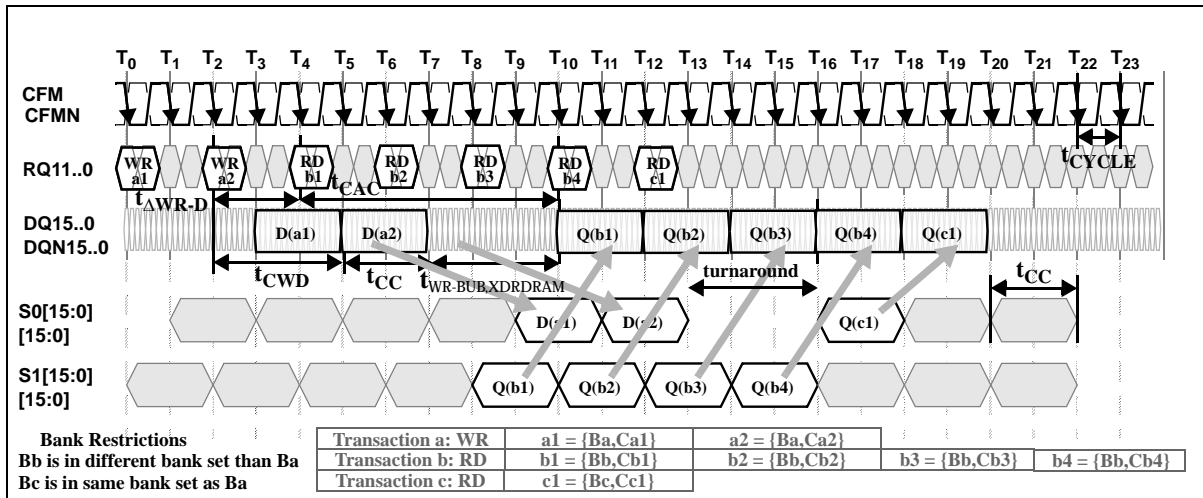 T0 T1 T2 T3 T4 T5 T6 T7 T8 T9 T10 T11 T12 T13 T14 T15 T16 T17 T18 T19 T20 T21 T22 T23
CFM
CFMN
RQ11..0
WR a1
WR a2
RD b1
RD b2
RD b3
RD b4
RD c1
tCYCLE
tΔWR-D
tCAC
DQ15..0
DQN15..0
D(a1) D(a2) Q(b1) Q(b2) Q(b3) Q(b4) Q(c1)
tCWD tCC tWR-BUB,XDRDRAM turnaround tCC
S0[15:0]
[15:0]
D(a1) D(a2) Q(c1)
S1[15:0]
[15:0]
Q(b1) Q(b2) Q(b3) Q(b4)
Bank Restrictions
Bb is in different bank set than Ba
Bc is in same bank set as Ba
Transaction a: WR a1 = {Ba,Ca1} a2 = {Ba,Ca2}
Transaction b: RD b1 = {Bb,Cb1} b2 = {Bb,Cb2} b3 = {Bb,Cb3} b4 = {Bb,Cb4}
Transaction c: RD c1 = {Bc,Cc1}